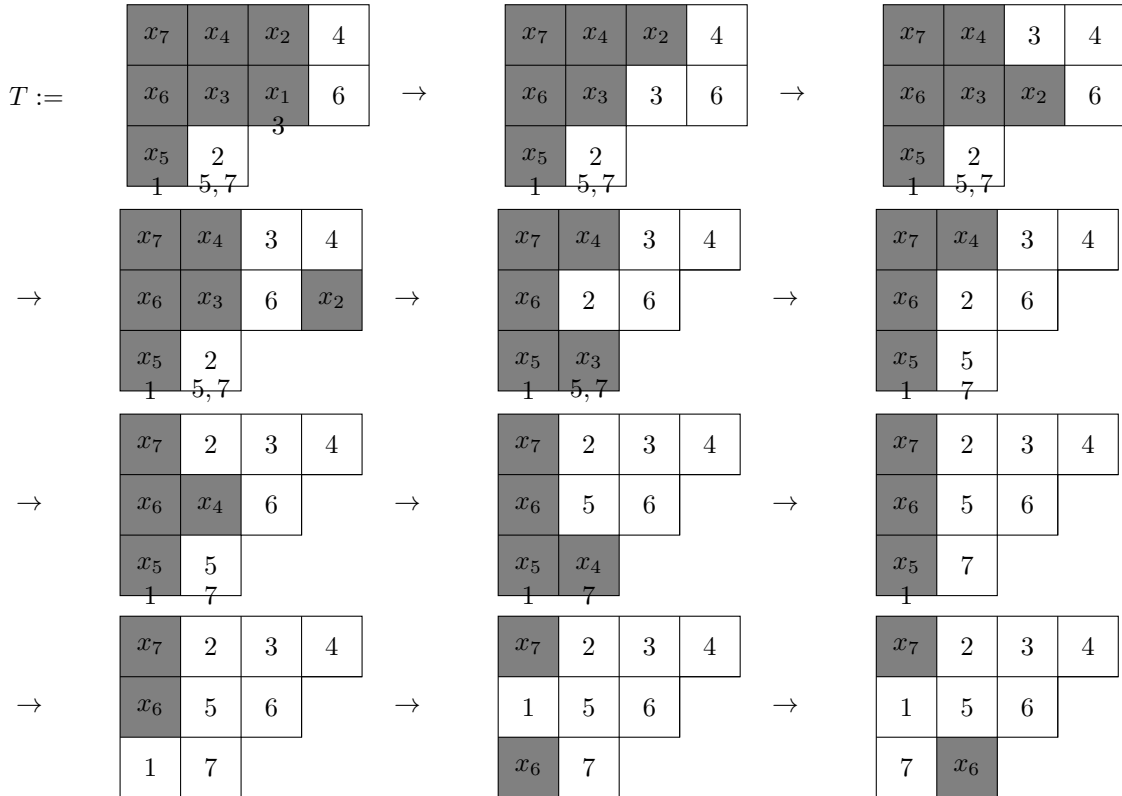 x₇ x₄ x₂ 4 x₇ x₄ x₂ 4 x₇ x₄ 3 4
T := x₆ x₃ x₁ 6 → x₆ x₃ 3 6 → x₆ x₃ x₂ 6
3
x₅ 2 x₅ 2 x₅ 2
1 5, 7 1 5, 7 1 5, 7
x₇ x₄ 3 4 x₇ x₄ 3 4 x₇ x₄ 3 4
→ x₆ x₃ 6 x₂ → x₆ 2 6 → x₆ 2 6
x₅ 2 x₅ x₃ x₅ 5
1 5, 7 1 5, 7 1 7
x₇ 2 3 4 x₇ 2 3 4 x₇ 2 3 4
→ x₆ x₄ 6 → x₆ 5 6 → x₆ 5 6
x₅ 5 x₅ x₄ x₅ 7
1 7 1 7 1
x₇ 2 3 4 x₇ 2 3 4 x₇ 2 3 4
→ x₆ 5 6 → 1 5 6 → 1 5 6
1 7 x₆ 7 7 x₆